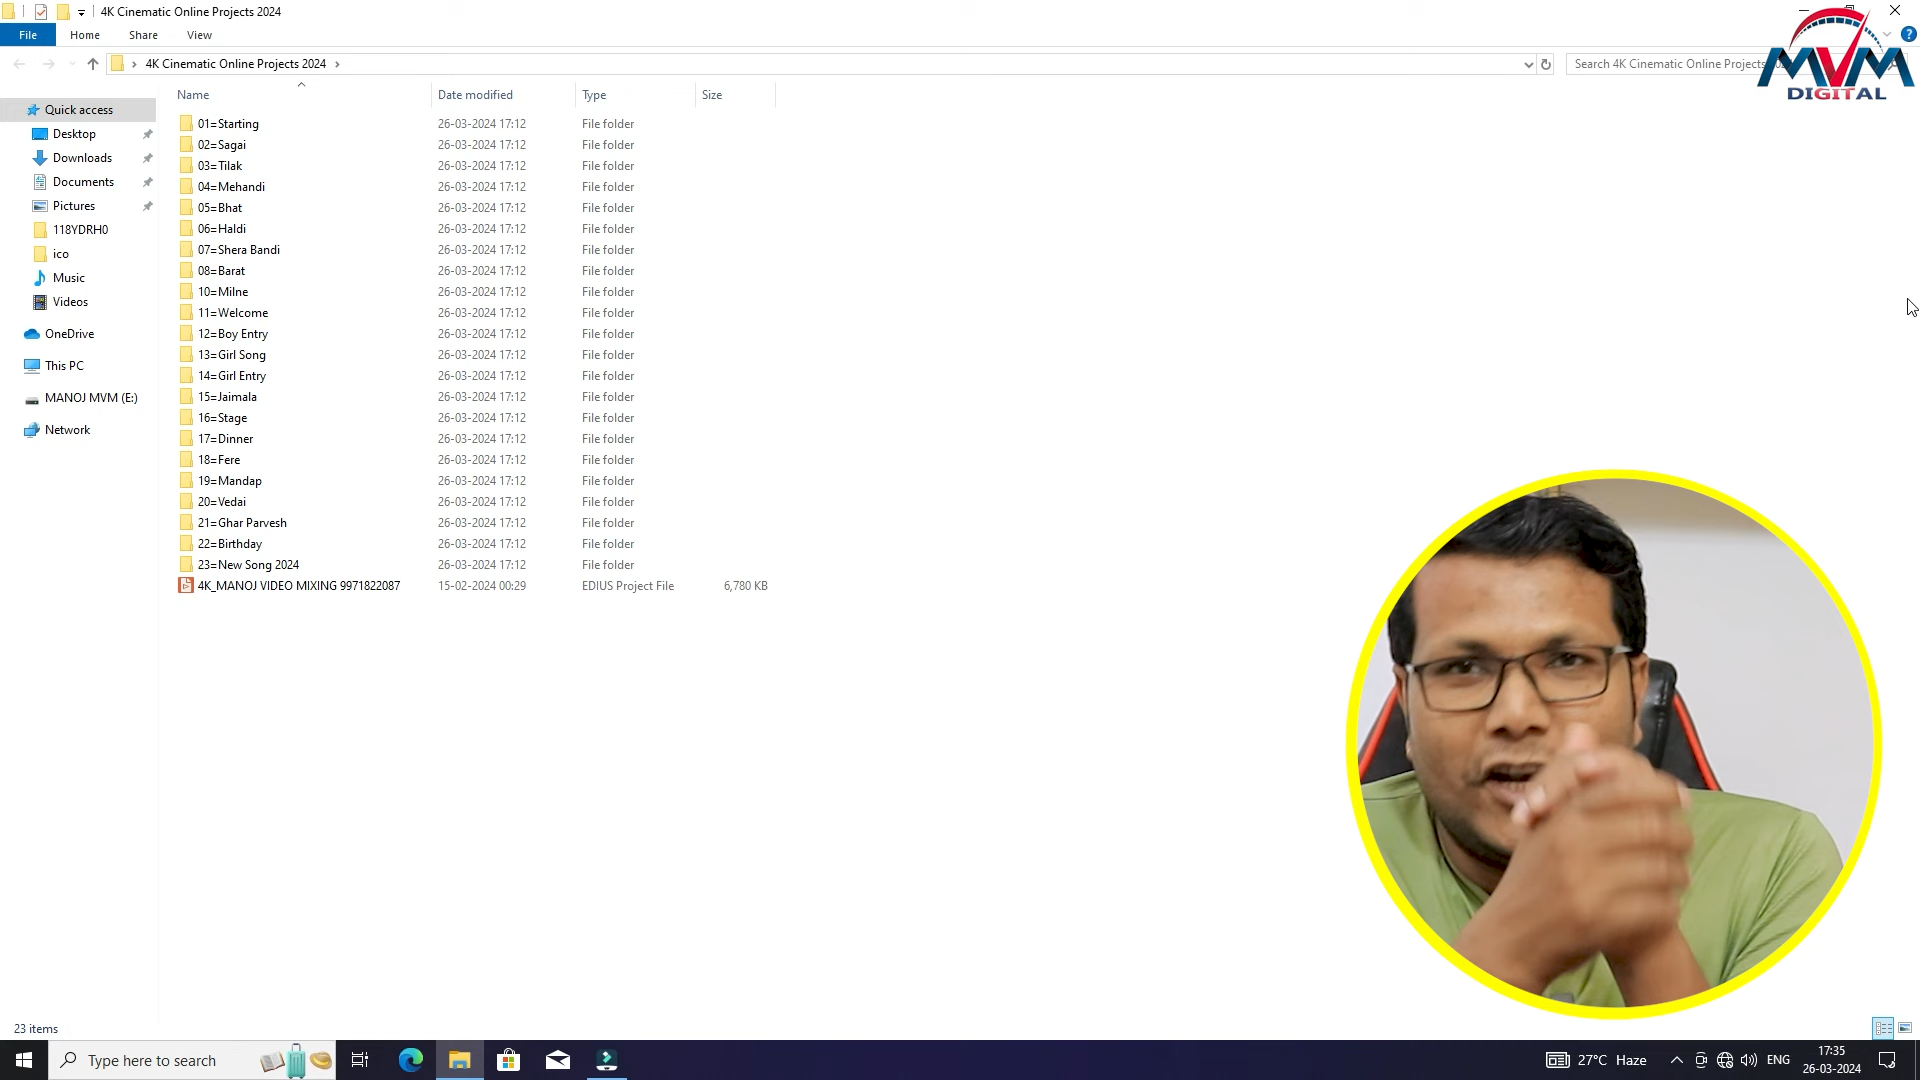 4K Cinematic Online Projects 2024
File Home Share View
4K Cinematic Online Projects 2024
Search 4K Cinematic Online Projects
MVM
DIGITAL
Name Date modified Type Size
Quick access
Desktop
Downloads
Documents
Pictures
118YDRH0
ico
Music
Videos
OneDrive
This PC
MANOJ MVM (E:)
Network
01=Starting 26-03-2024 17:12 File folder
02=Sagai 26-03-2024 17:12 File folder
03=Tilak 26-03-2024 17:12 File folder
04=Mehandi 26-03-2024 17:12 File folder
05=Bhat 26-03-2024 17:12 File folder
06=Haldi 26-03-2024 17:12 File folder
07=Shera Bandi 26-03-2024 17:12 File folder
08=Barat 26-03-2024 17:12 File folder
10=Milne 26-03-2024 17:12 File folder
11=Welcome 26-03-2024 17:12 File folder
12=Boy Entry 26-03-2024 17:12 File folder
13=Girl Song 26-03-2024 17:12 File folder
14=Girl Entry 26-03-2024 17:12 File folder
15=Jaimala 26-03-2024 17:12 File folder
16=Stage 26-03-2024 17:12 File folder
17=Dinner 26-03-2024 17:12 File folder
18=Fere 26-03-2024 17:12 File folder
19=Mandap 26-03-2024 17:12 File folder
20=Vedai 26-03-2024 17:12 File folder
21=Ghar Parvesh 26-03-2024 17:12 File folder
22=Birthday 26-03-2024 17:12 File folder
23=New Song 2024 26-03-2024 17:12 File folder
4K_MANOJ VIDEO MIXING 9971822087 15-02-2024 00:29 EDIUS Project File 6,780 KB
23 items
Type here to search
27°C Haze
ENG
17:35
26-03-2024